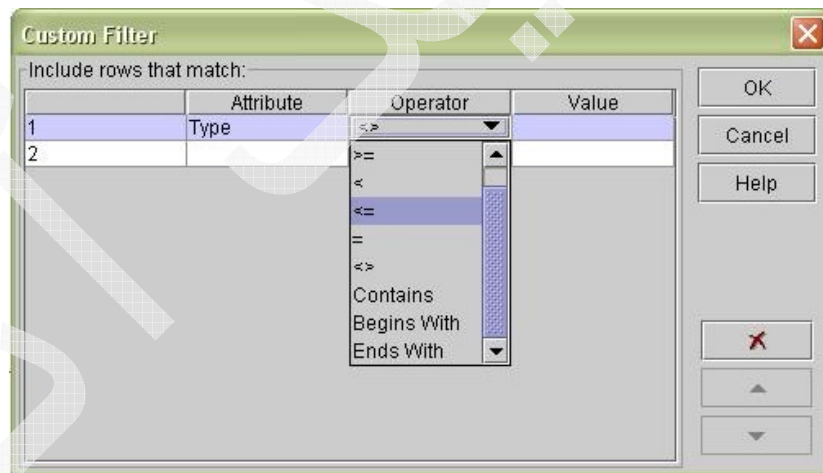 Custom Filter
Include rows that match:
Attribute Operator Value
1 Type <>
2
>=
<
<=
=
<>
Contains
Begins With
Ends With
OK
Cancel
Help